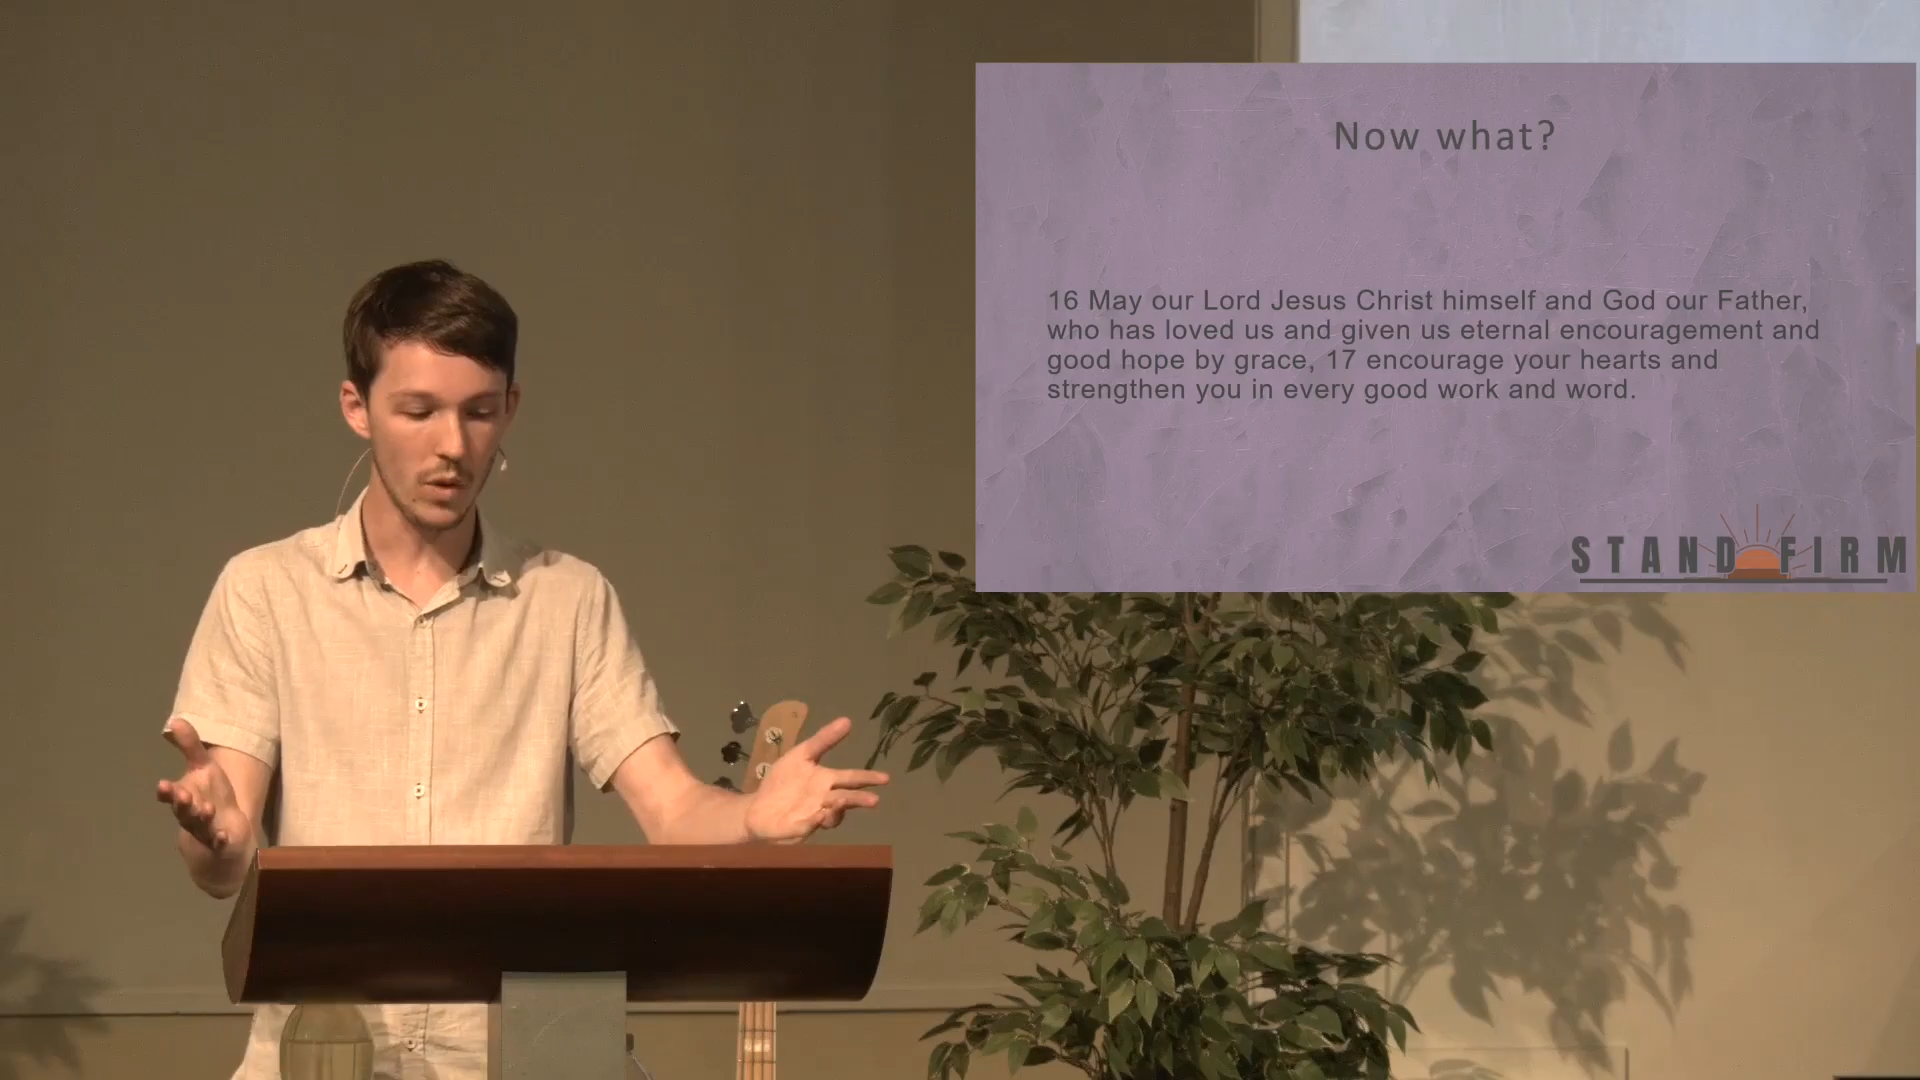 Now what?
16 May our Lord Jesus Christ himself and God our Father,
who has loved us and given us eternal encouragement and
good hope by grace, 17 encourage your hearts and
strengthen you in every good work and word.
STAND FIRM